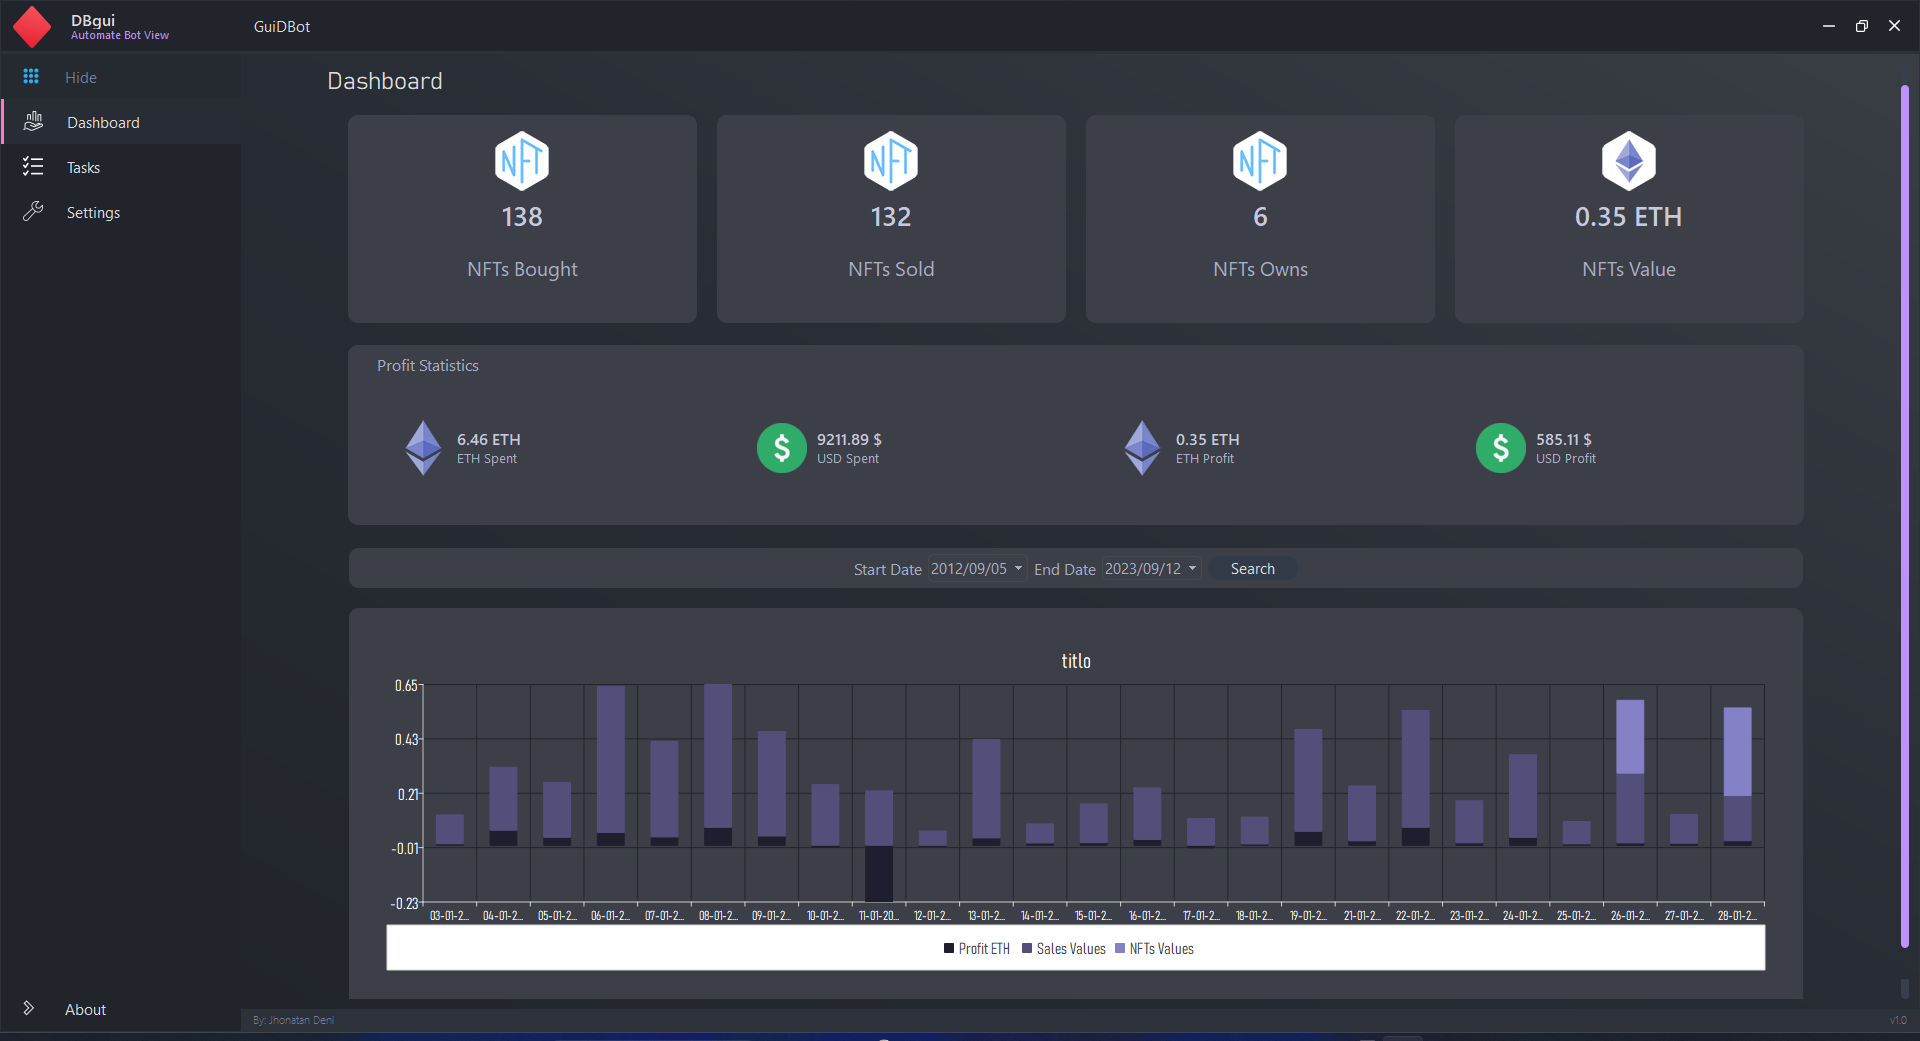 DBgui
Automate Bot View
GuiDBot
Hide
Dashboard
Tasks
Settings
About
Dashboard
NFT
138
NFTs Bought
NFT
132
NFTs Sold
NFT
6
NFTs Owns
0.35 ETH
NFTs Value
Profit Statistics
6.46 ETH
ETH Spent
$
9211.89 $
USD Spent
0.35 ETH
ETH Profit
$
585.11 $
USD Profit
Start Date 2012/09/05 End Date 2023/09/12 Search
titlo
0.65
0.43
0.21
-0.01
-0.23
03-01-2... 04-01-2... 05-01-2... 06-01-2... 07-01-2... 08-01-2... 09-01-2... 10-01-2... 11-01-20... 12-01-2... 13-01-2... 14-01-2... 15-01-2... 16-01-2... 17-01-2... 18-01-2... 19-01-2... 21-01-2... 22-01-2... 23-01-2... 24-01-2... 25-01-2... 26-01-2... 27-01-2... 28-01-2...
Profit ETH Sales Values NFTs Values
By: Jhonatan Deni
v1.0